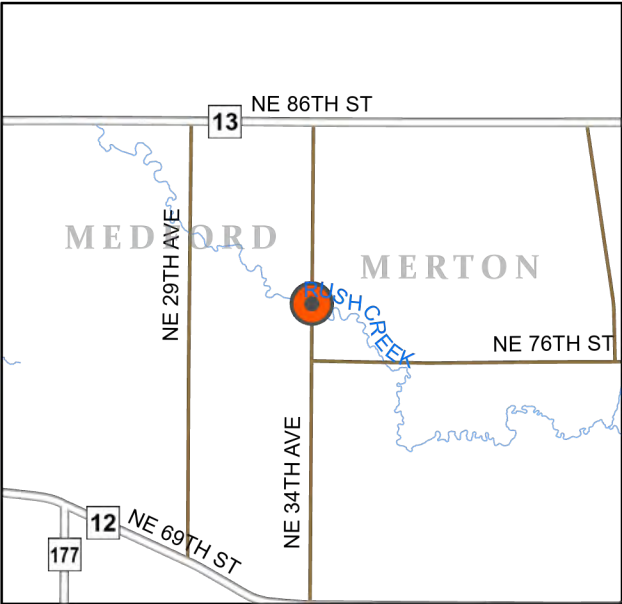 NE 86TH ST
13
MEDFORD
NE 29TH AVE
MERTON
RUSH CREEK
NE 76TH ST
NE 34TH AVE
12
NE 69TH ST
177